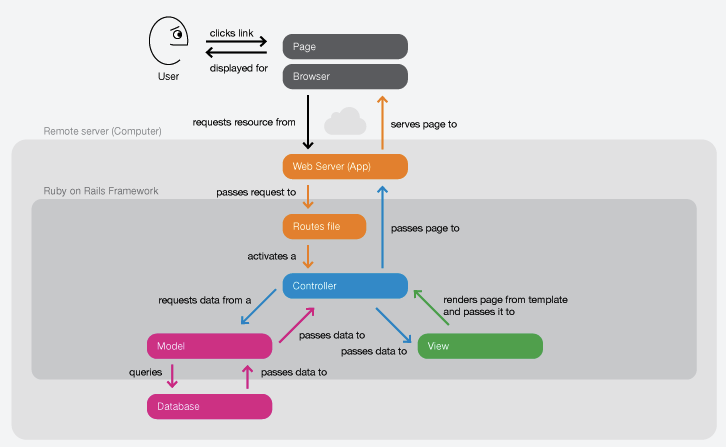 clicks link
Page
displayed for
User
Browser
requests resource from
serves page to
Remote server (Computer)
Web Server (App)
passes request to
Ruby on Rails Framework
Routes file
passes page to
activates a
Controller
requests data from a
renders page from template
and passes it to
passes data to
passes data to
Model
View
queries
passes data to
Database